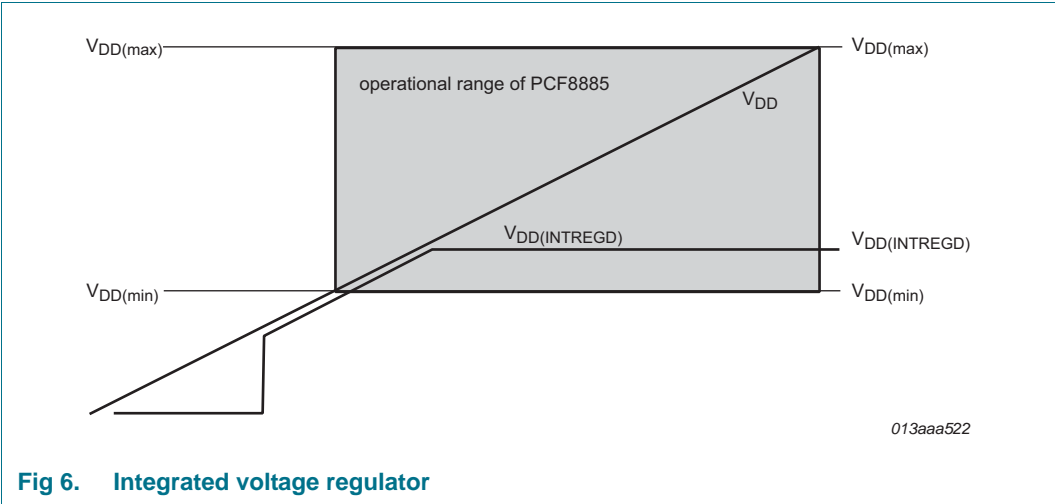 VDD(max) VDD(max)
operational range of PCF8885
VDD
VDD(INTREGD) VDD(INTREGD)
VDD(min) VDD(min)
013aaa522
Fig 6. Integrated voltage regulator